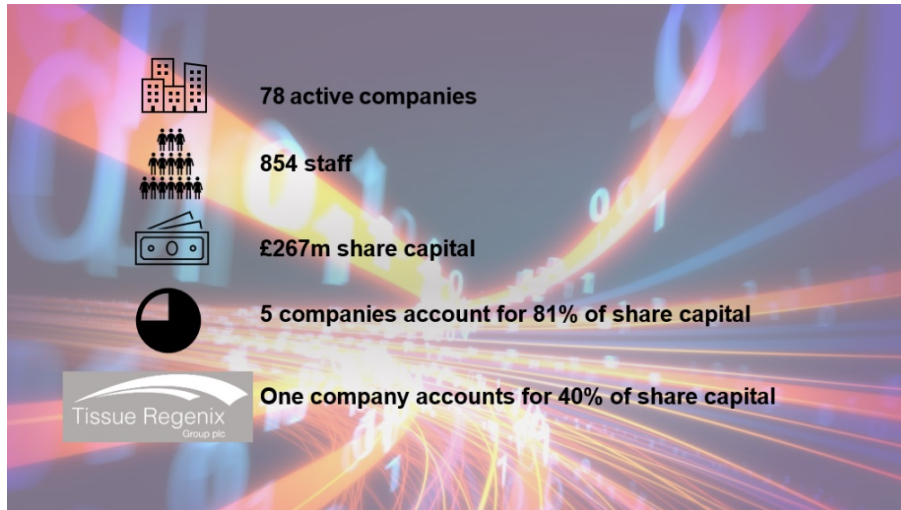 78 active companies
854 staff
£267m share capital
5 companies account for 81% of share capital
Tissue Regenix
Group plc
One company accounts for 40% of share capital